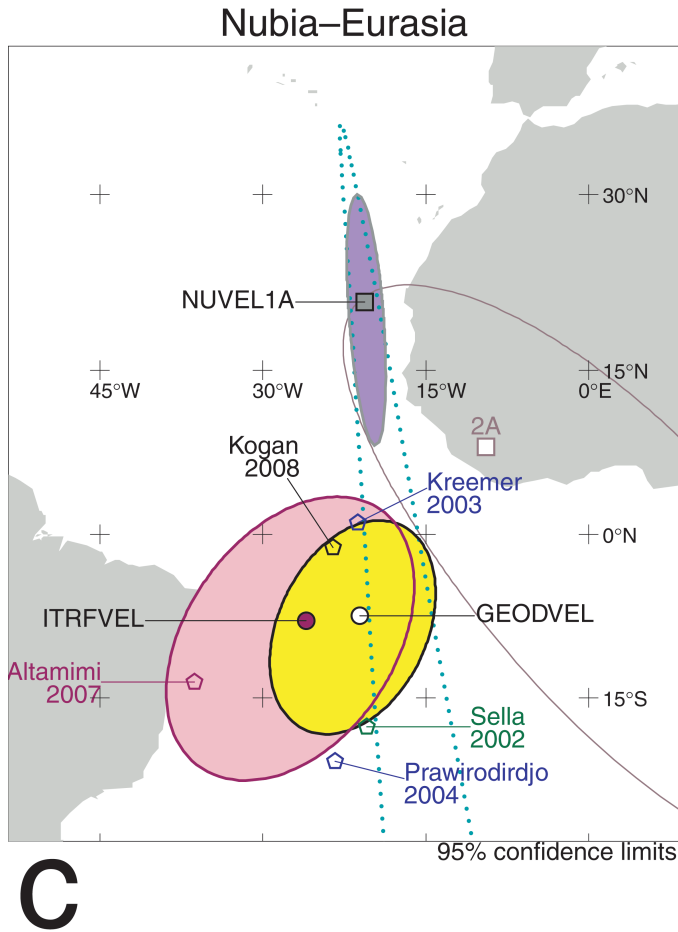 Nubia–Eurasia
30°N
NUVEL1A
15°N
45°W
30°W
15°W
0°E
2A
Kogan
2008
Kreemer
2003
0°N
ITRFVEL
GEODVEL
Altamimi
2007
15°S
Sella
2002
Prawirodirdjo
2004
95% confidence limits
C